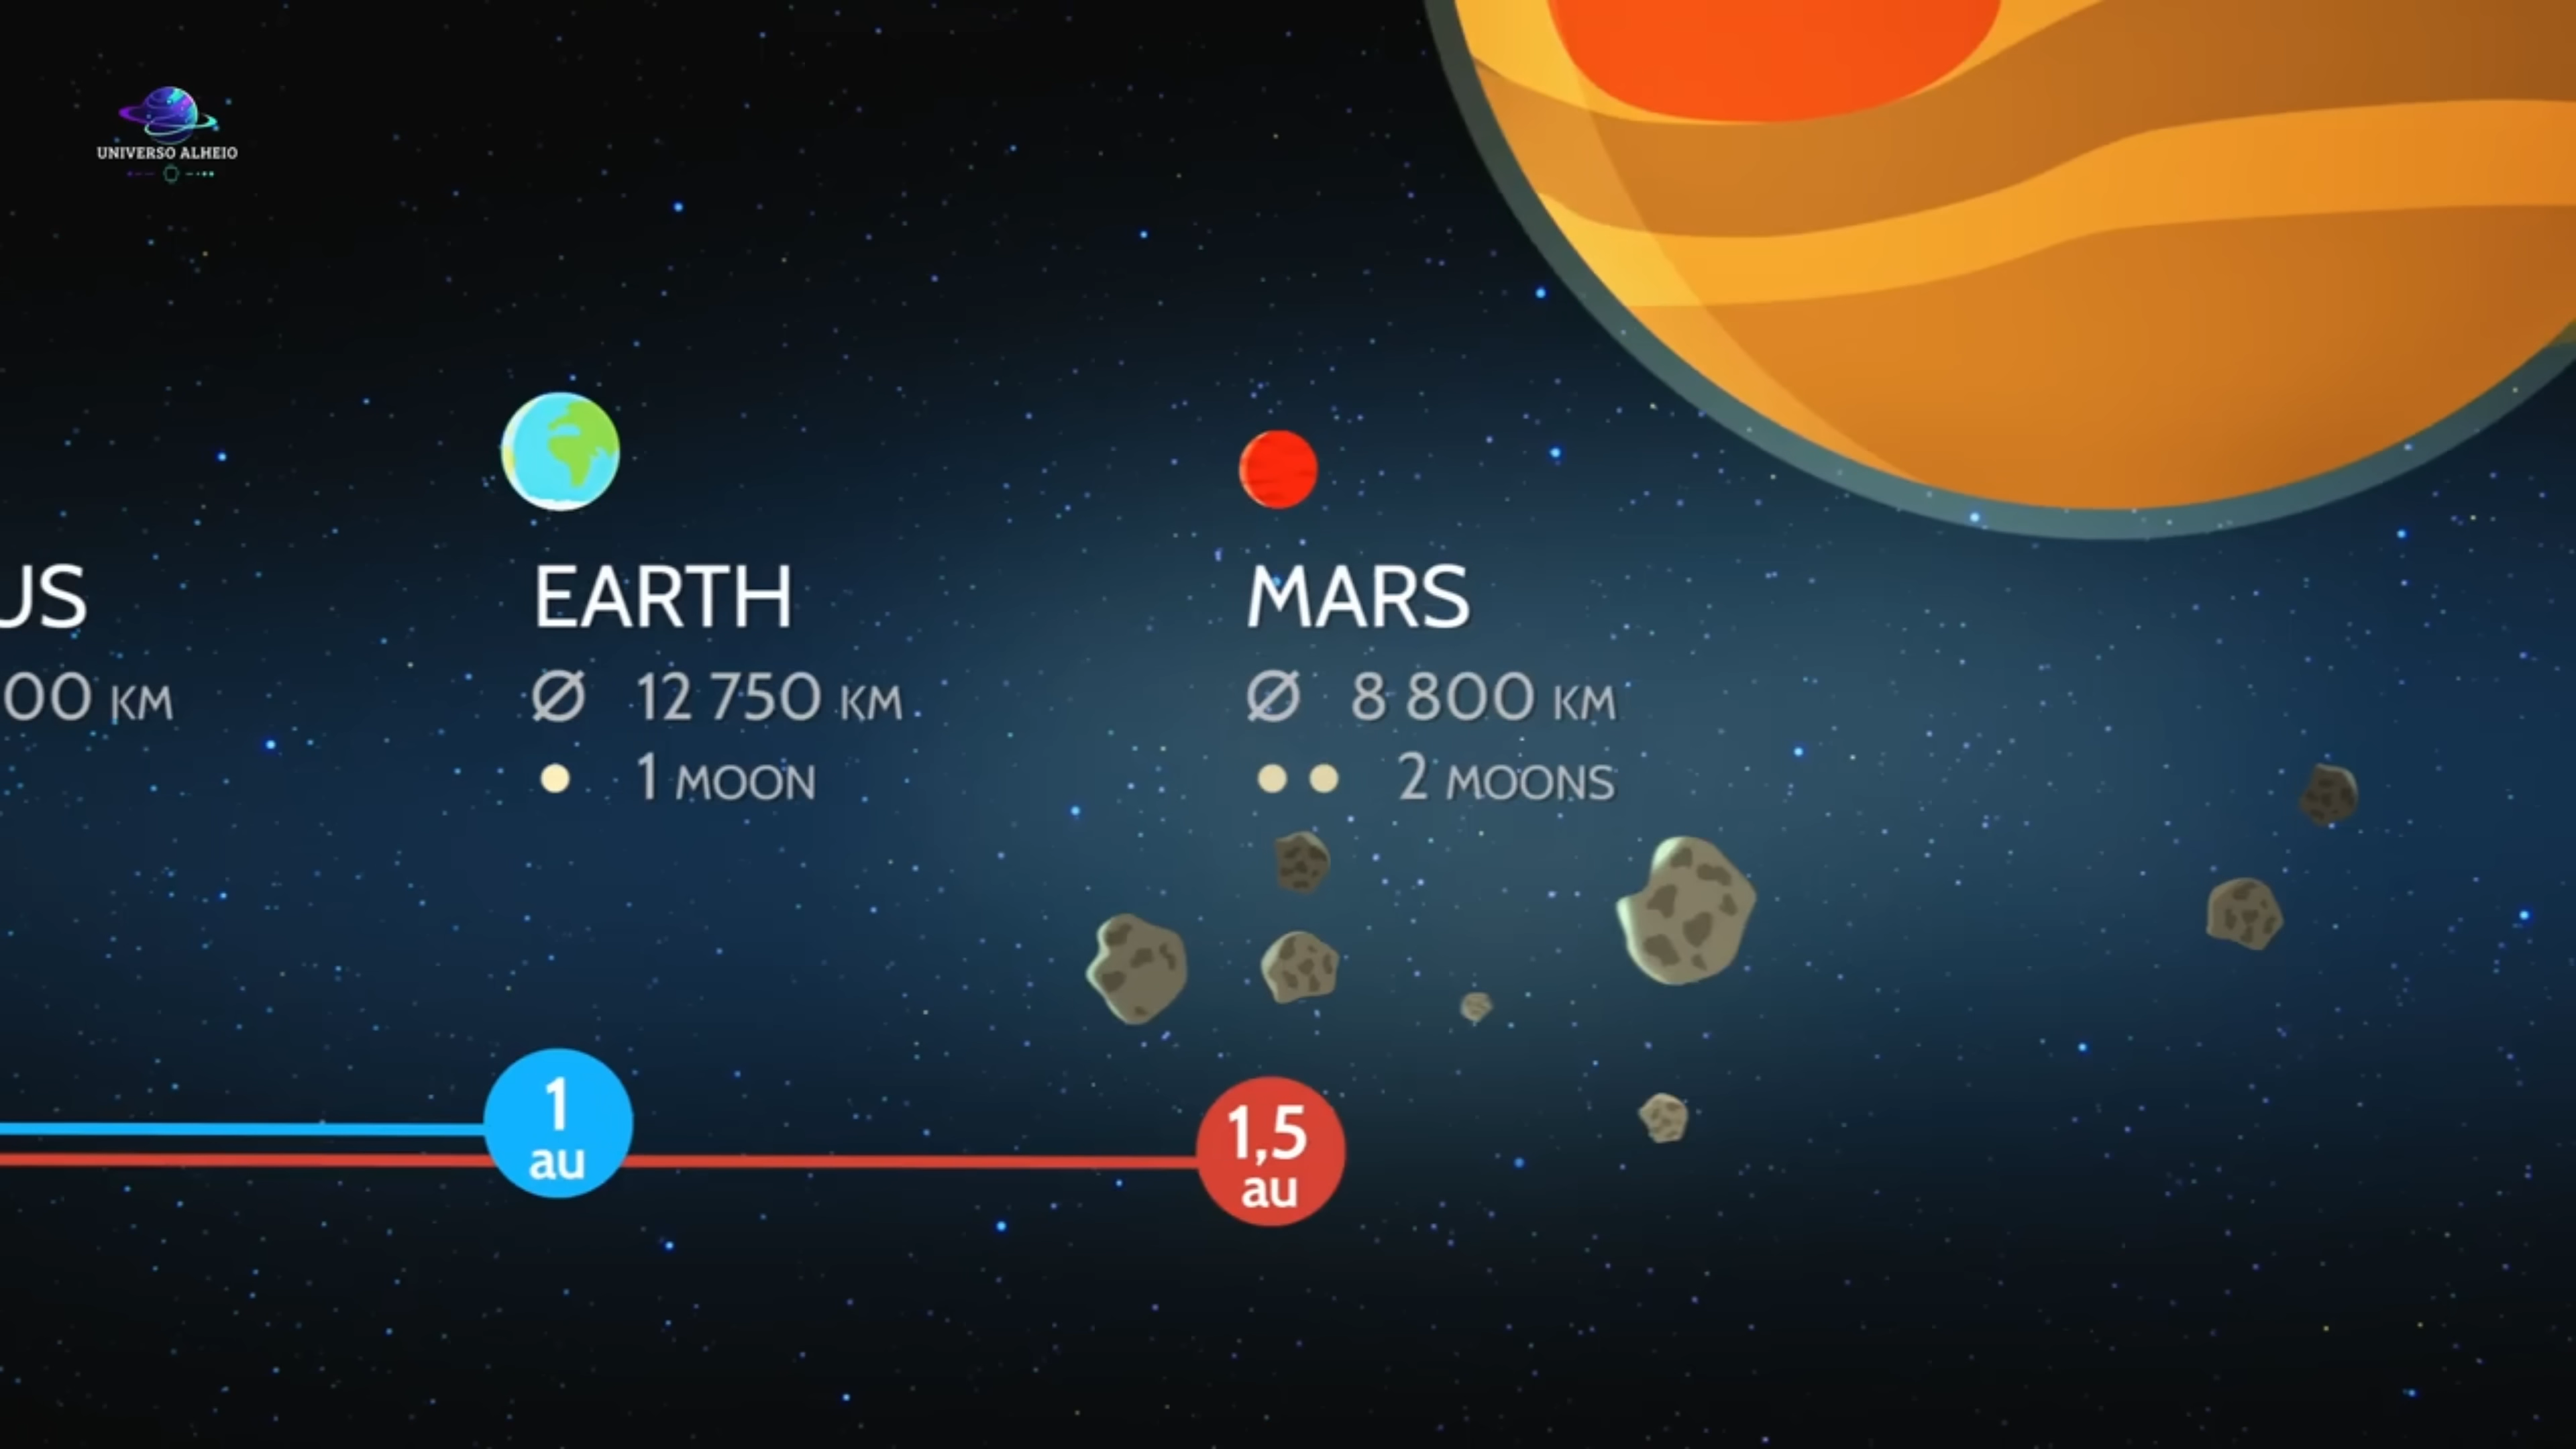 UNIVERSO ALHEIO
US
00 KM
EARTH
Ø 12 750 KM
1 MOON
MARS
Ø 8 800 KM
2 MOONS
1
au
1,5
au